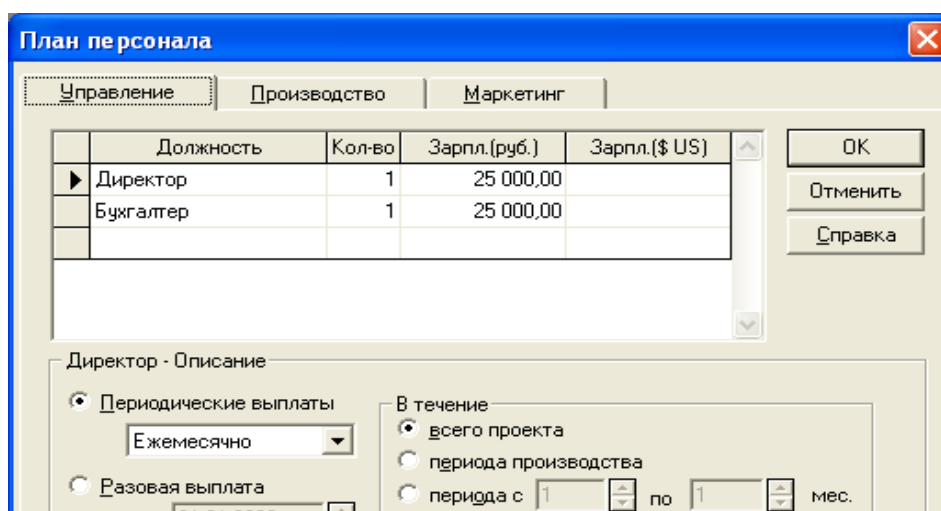 План персонала
Управление Производство Маркетинг
Должность Кол-во Зарпл.(руб.) Зарпл.($ US)
Директор 1 25 000,00
Бухгалтер 1 25 000,00
OK
Отменить
Справка
Директор - Описание
Периодические выплаты
Ежемесячно
Разовая выплата
В течение
всего проекта
периода производства
периода с 1 по 1 мес.